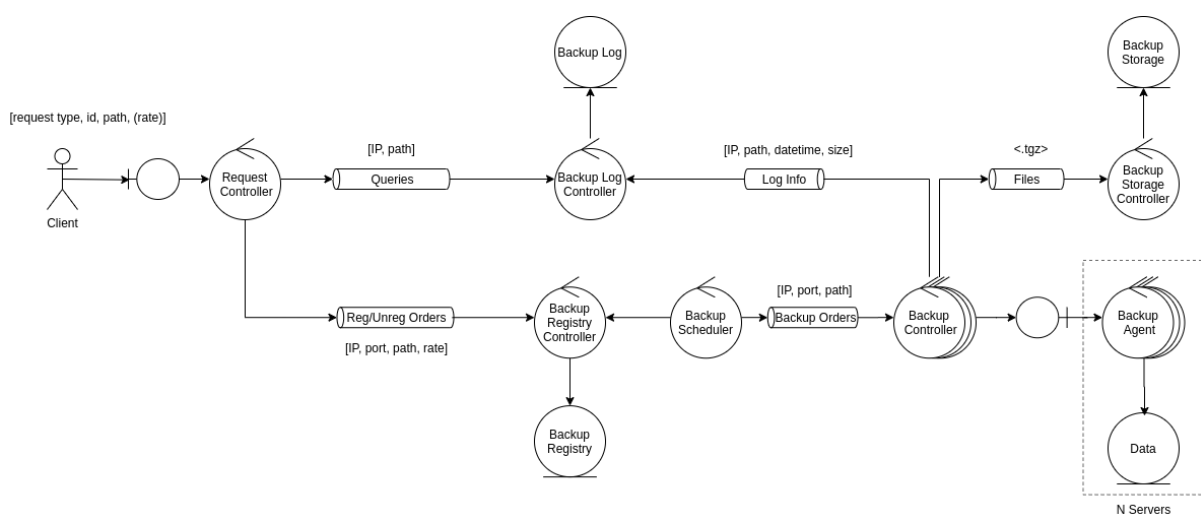 Backup Log
Backup
Storage
[request type, id, path, (rate)]
[IP, path]
[IP, path, datetime, size]
<.tgz>
Request
Controller
Queries
Backup Log
Controller
Log Info
Files
Backup
Storage
Controller
Client
[IP, port, path]
Reg/Unreg Orders
Backup
Registry
Controller
Backup
Scheduler
Backup Orders
Backup
Controller
Backup
Agent
[IP, port, path, rate]
Backup
Registry
Data
N Servers